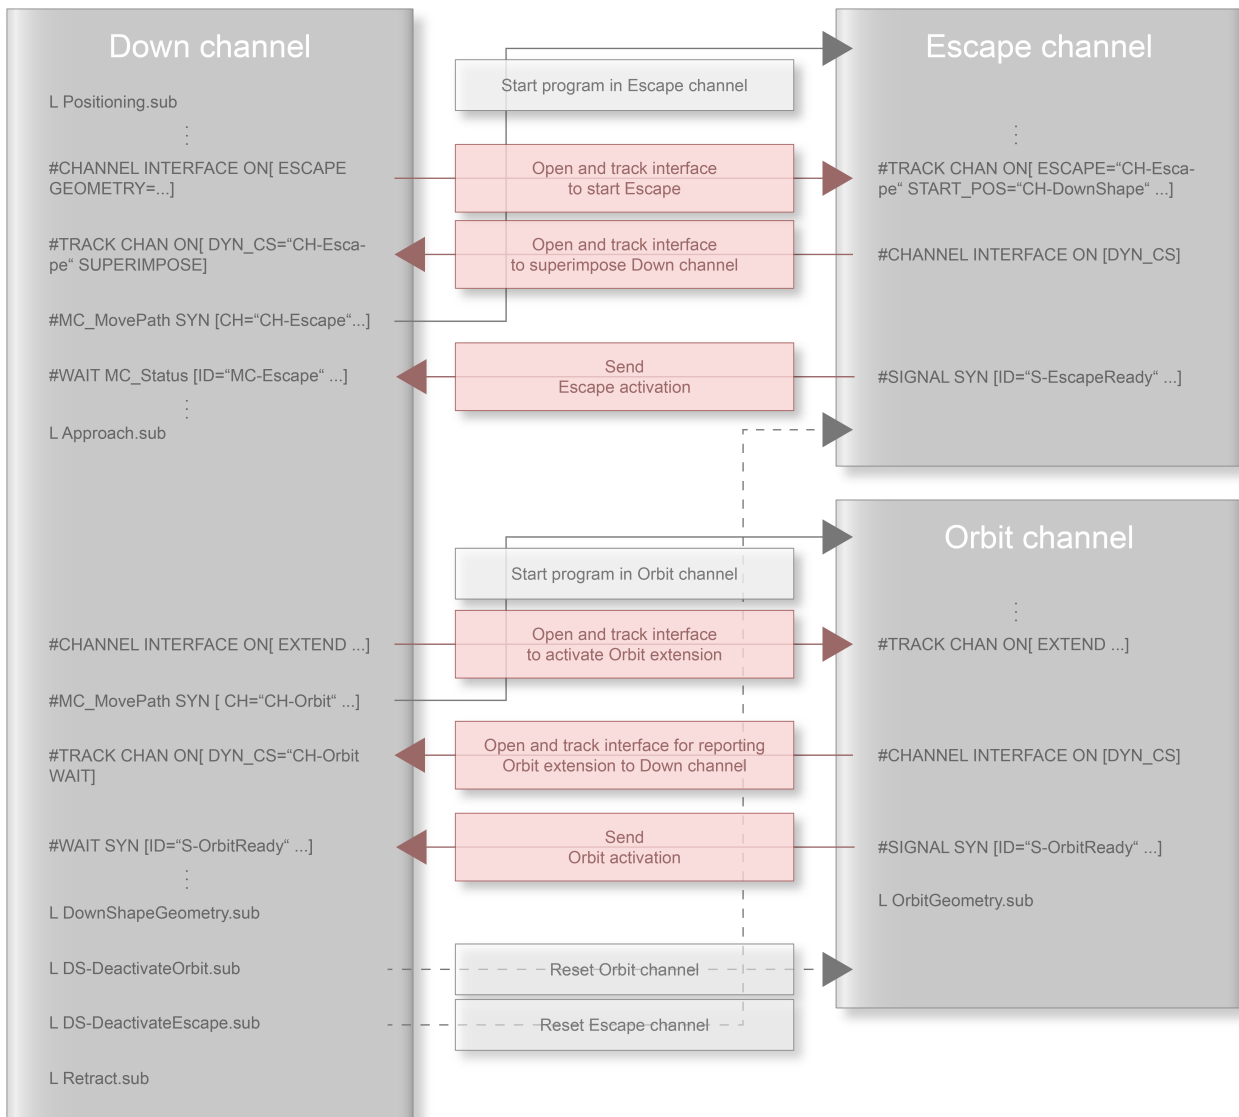 Down channel
L Positioning.sub
#CHANNEL INTERFACE ON[ ESCAPE
GEOMETRY=...]
#TRACK CHAN ON[ DYN_CS=“CH-Esca-
pe“ SUPERIMPOSE]
#MC_MovePath SYN [CH=“CH-Escape“...]
#WAIT MC_Status [ID=“MC-Escape“ ...]
L Approach.sub
#CHANNEL INTERFACE ON[ EXTEND ...]
#MC_MovePath SYN [ CH=“CH-Orbit“ ...]
#TRACK CHAN ON[ DYN_CS=“CH-Orbit
WAIT]
#WAIT SYN [ID=“S-OrbitReady“ ...]
L DownShapeGeometry.sub
L DS-DeactivateOrbit.sub
L DS-DeactivateEscape.sub
L Retract.sub
Start program in Escape channel
Open and track interface
to start Escape
Open and track interface
to superimpose Down channel
Send
Escape activation
Start program in Orbit channel
Open and track interface
to activate Orbit extension
Open and track interface for reporting
Orbit extension to Down channel
Send
Orbit activation
Reset Orbit channel
Reset Escape channel
Escape channel
#TRACK CHAN ON[ ESCAPE=“CH-Esca-
pe“ START_POS=“CH-DownShape“ ...]
#CHANNEL INTERFACE ON [DYN_CS]
#SIGNAL SYN [ID=“S-EscapeReady“ ...]
Orbit channel
#TRACK CHAN ON[ EXTEND ...]
#CHANNEL INTERFACE ON [DYN_CS]
#SIGNAL SYN [ID=“S-OrbitReady“ ...]
L OrbitGeometry.sub